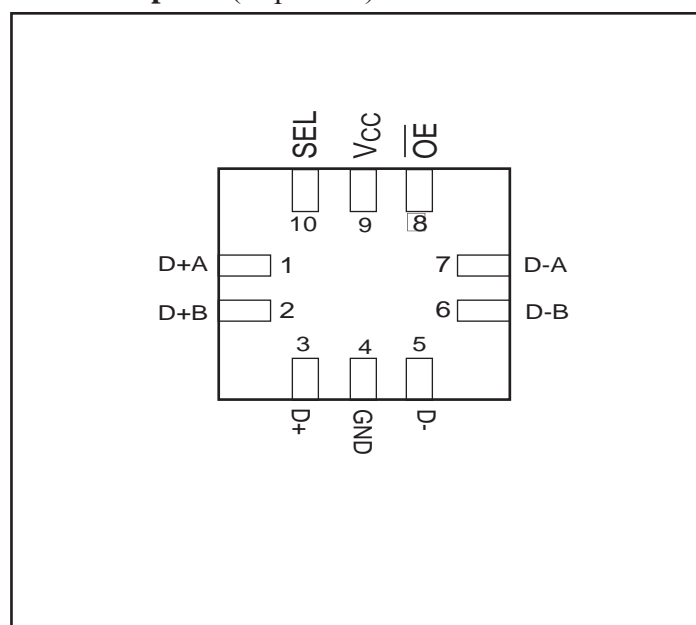 SEL VCC OE
10 9 8
D+A 1 7 D-A
D+B 2 6 D-B
3 4 5
D+ GND D-